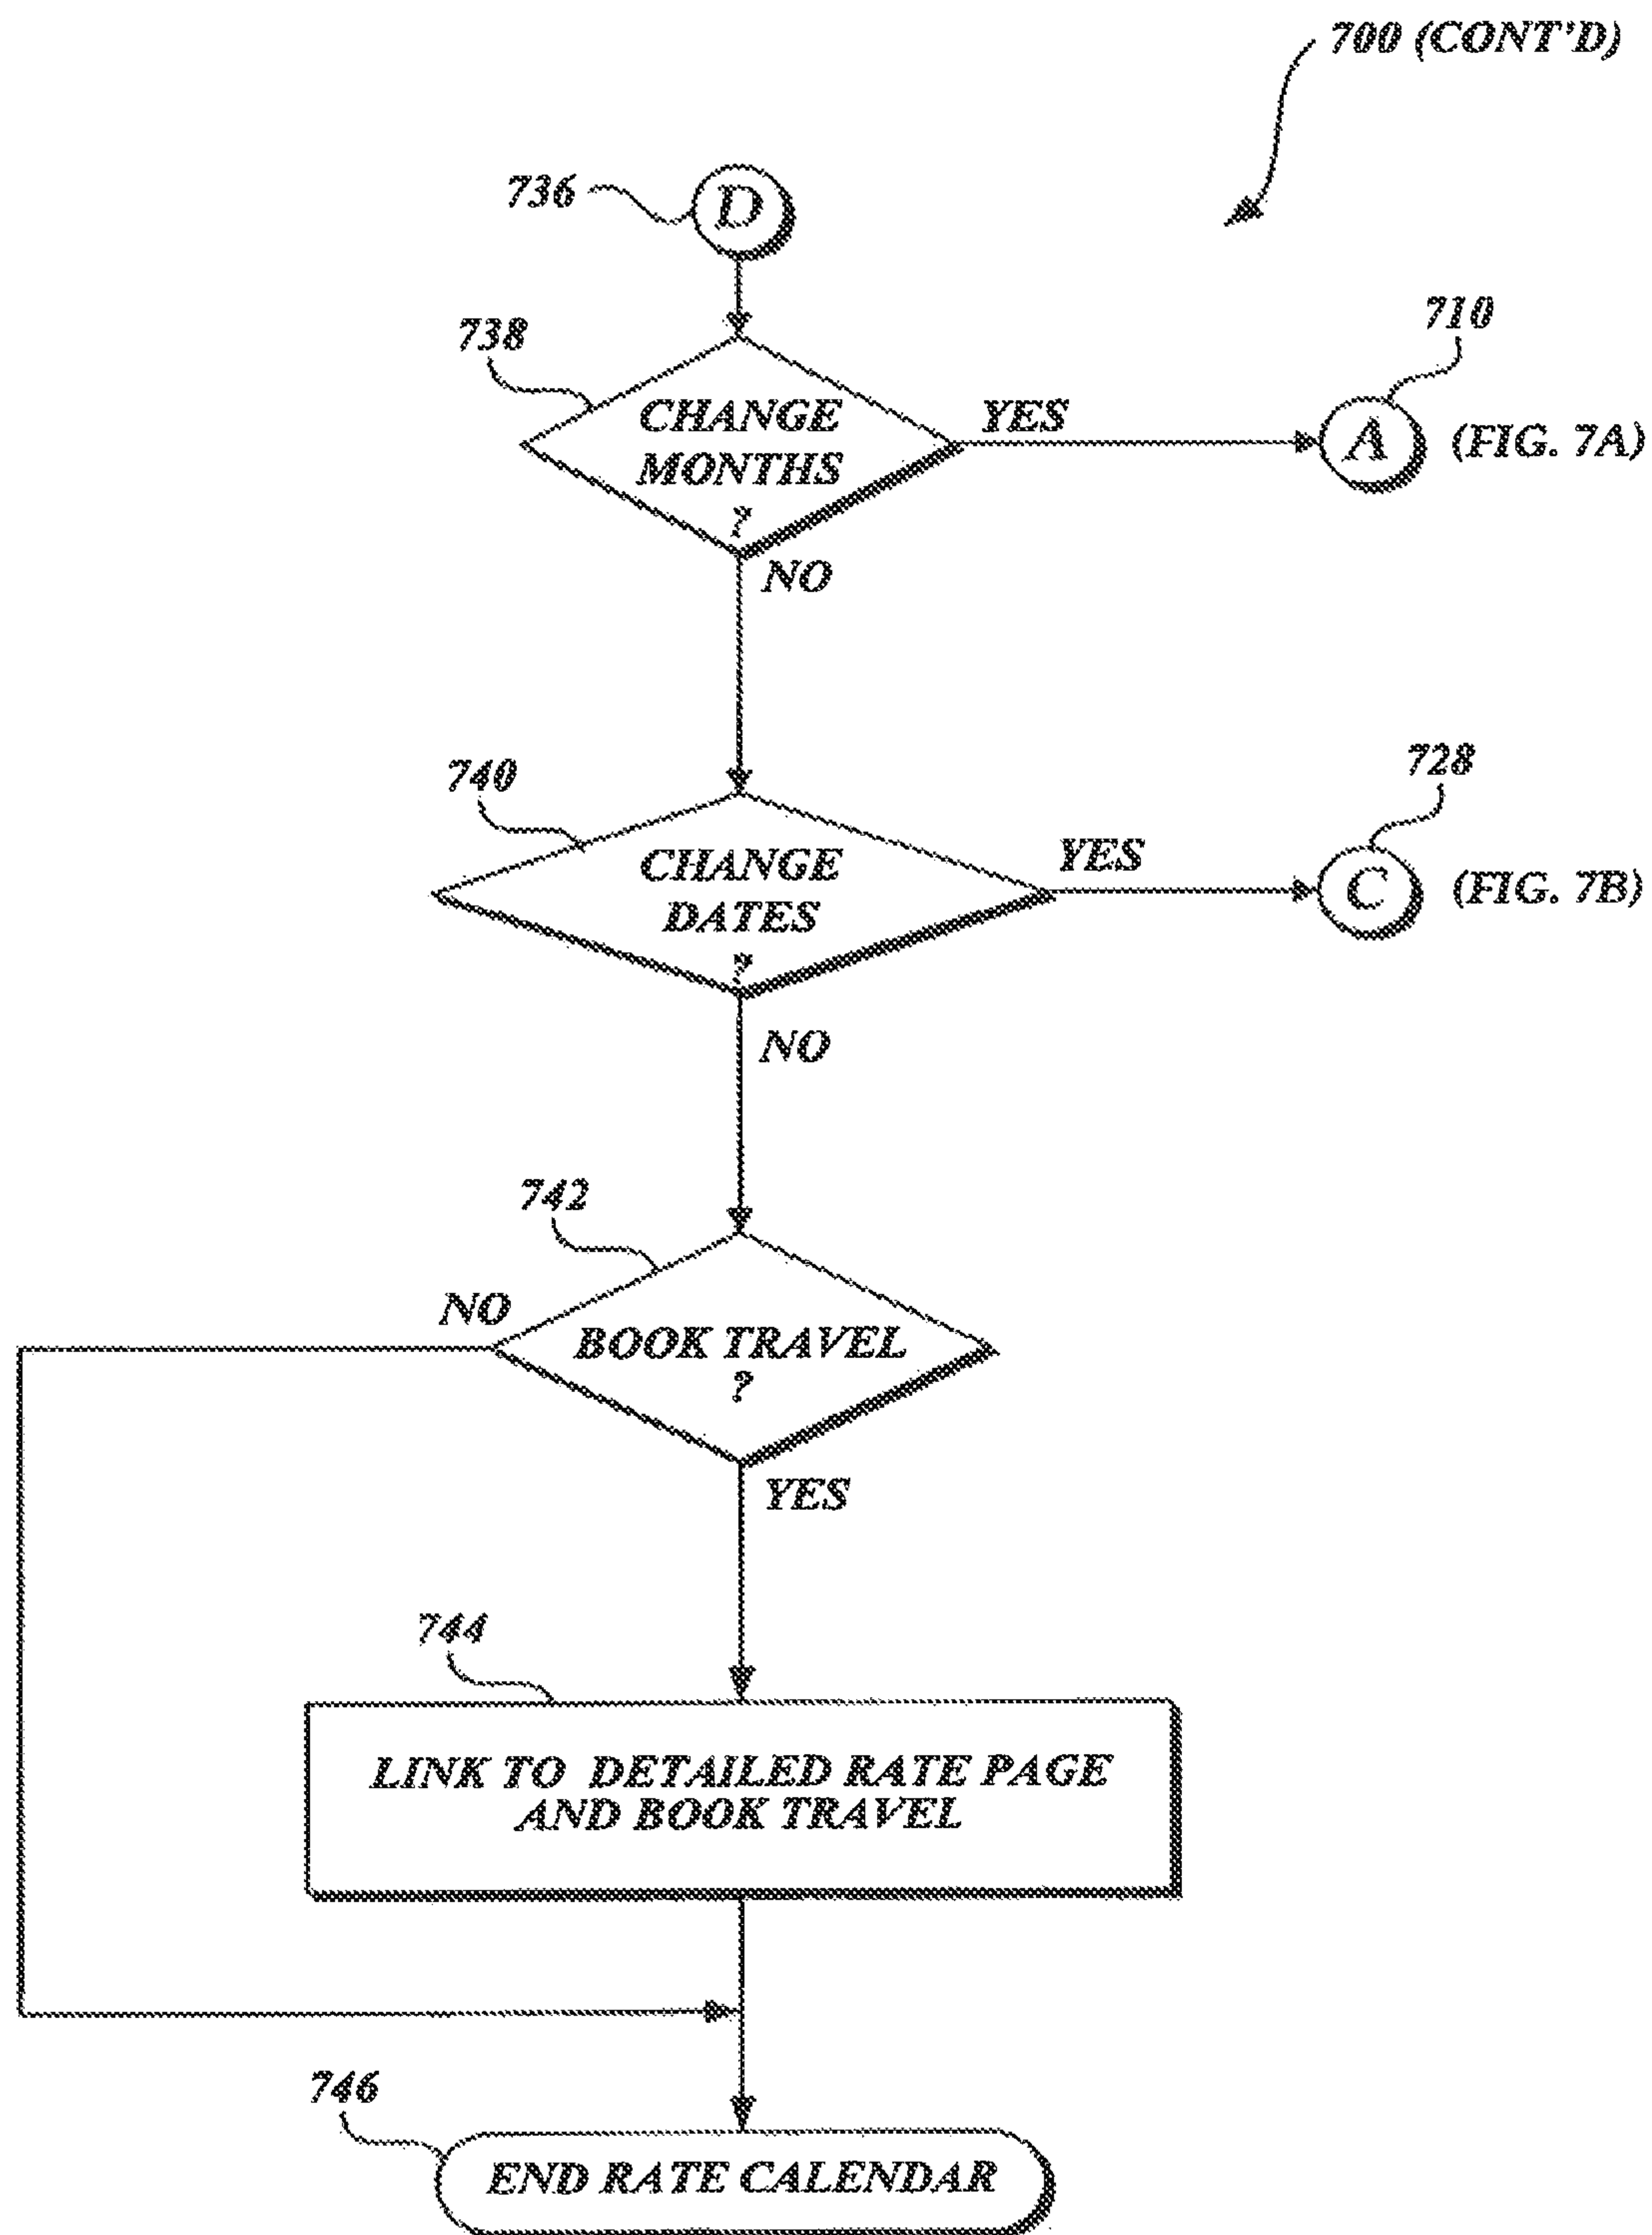 700 (CONT'D)
736
D
738
710
CHANGE
MONTHS
?
YES
A
(FIG. 7A)
NO
740
728
CHANGE
DATES
?
YES
C
(FIG. 7B)
NO
742
NO
BOOK TRAVEL
?
YES
744
LINK TO DETAILED RATE PAGE
AND BOOK TRAVEL
746
END RATE CALENDAR